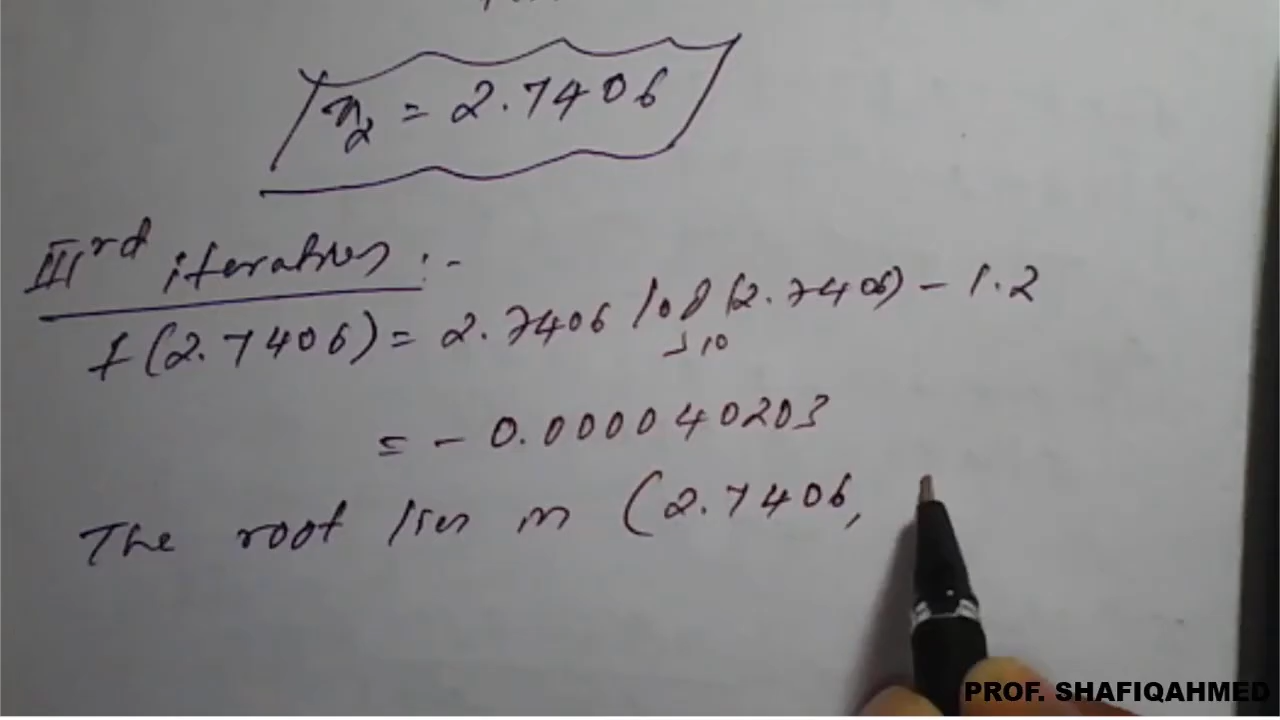 x₂ = 2.7406
IIIrd iteration :-
f(2.7406) = 2.7406 log₁₀(2.7406) - 1.2
= - 0.000040203
The root lies in (2.7406,
PROF. SHAFIQAHMED